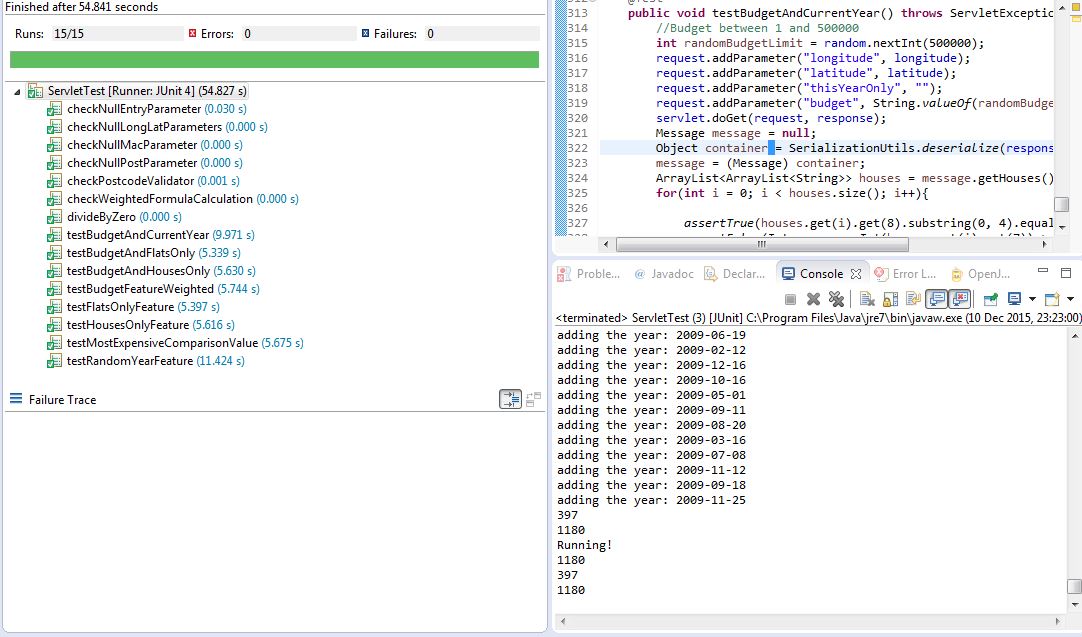 Finished after 54.841 seconds
Runs: 15/15 Errors: 0 Failures: 0
ServletTest [Runner: JUnit 4] (54.827 s)
checkNullEntryParameter (0.030 s)
checkNullLongLatParameters (0.000 s)
checkNullMacParameter (0.000 s)
checkNullPostParameter (0.000 s)
checkPostcodeValidator (0.001 s)
checkWeightedFormulaCalculation (0.000 s)
divideByZero (0.000 s)
testBudgetAndCurrentYear (9.971 s)
testBudgetAndFlatsOnly (5.339 s)
testBudgetAndHousesOnly (5.630 s)
testBudgetFeatureWeighted (5.744 s)
testFlatsOnlyFeature (5.397 s)
testHousesOnlyFeature (5.616 s)
testMostExpensiveComparisonValue (5.675 s)
testRandomYearFeature (11.424 s)
Failure Trace
313 public void testBudgetAndCurrentYear() throws ServletException
314 //Budget between 1 and 500000
315 int randomBudgetLimit = random.nextInt(500000);
316 request.addParameter("longitude", longitude);
317 request.addParameter("latitude", latitude);
318 request.addParameter("thisYearOnly", "");
319 request.addParameter("budget", String.valueOf(randomBudge
320 servlet.doGet(request, response);
321 Message message = null;
322 Object container = SerializationUtils.deserialize(respons
323 message = (Message) container;
324 ArrayList<ArrayList<String>> houses = message.getHouses()
325 for(int i = 0; i < houses.size(); i++){
326
327 assertTrue(houses.get(i).get(8).substring(0, 4).equal
Proble... Javadoc Declar... Console Error L... OpenJ...
<terminated> ServletTest (3) [JUnit] C:\Program Files\Java\jre7\bin\javaw.exe (10 Dec 2015, 23:23:00)
adding the year: 2009-06-19
adding the year: 2009-02-12
adding the year: 2009-12-16
adding the year: 2009-10-16
adding the year: 2009-05-01
adding the year: 2009-09-11
adding the year: 2009-08-20
adding the year: 2009-03-16
adding the year: 2009-07-08
adding the year: 2009-11-12
adding the year: 2009-09-18
adding the year: 2009-11-25
397
1180
Running!
1180
397
1180